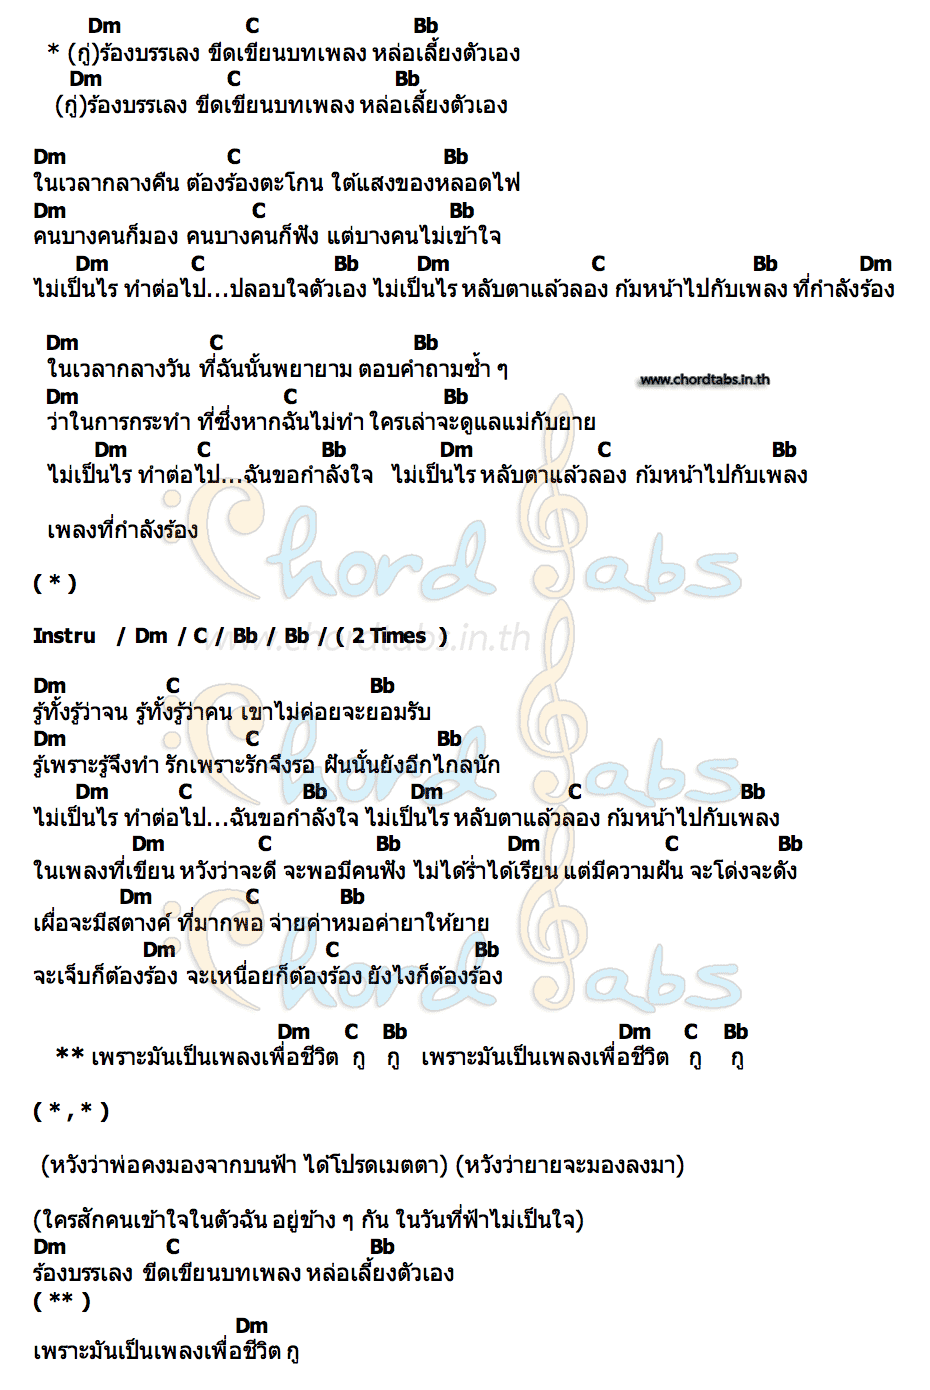 Dm C Bb
* (กู่)ร้องบรรเลง ขีดเขียนบทเพลง หล่อเลี้ยงตัวเอง
Dm C Bb
(กู่)ร้องบรรเลง ขีดเขียนบทเพลง หล่อเลี้ยงตัวเอง
Dm C Bb
ในเวลากลางคืน ต้องร้องตะโกน ใต้แสงของหลอดไฟ
Dm C Bb
คนบางคนก็มอง คนบางคนก็ฟัง แต่บางคนไม่เข้าใจ
Dm C Bb Dm C Bb Dm
ไม่เป็นไร ทำต่อไป...ปลอบใจตัวเอง ไม่เป็นไร หลับตาแล้วลอง ก้มหน้าไปกับเพลง ที่กำลังร้อง
Dm C Bb
ในเวลากลางวัน ที่ฉันนั้นพยายาม ตอบคำถามซ้ำ ๆ
www.chordtabs.in.th
Dm C Bb
ว่าในการกระทำ ที่ซึ่งหากฉันไม่ทำ ใครเล่าจะดูแลแม่กับยาย
Dm C Bb Dm C Bb
ไม่เป็นไร ทำต่อไป...ฉันขอกำลังใจ ไม่เป็นไร หลับตาแล้วลอง ก้มหน้าไปกับเพลง
เพลงที่กำลังร้อง
Chord Tabs
( * )
Instru / Dm / C / Bb / Bb / ( 2 Times )
www.chordtabs.in.th
Dm C Bb
รู้ทั้งรู้ว่าจน รู้ทั้งรู้ว่าคน เขาไม่ค่อยจะยอมรับ
Dm C Bb
รู้เพราะรู้จึงทำ รักเพราะรักจึงรอ ฝันนั้นยังอีกไกลนัก
Dm C Bb Dm C Bb
ไม่เป็นไร ทำต่อไป...ฉันขอกำลังใจ ไม่เป็นไร หลับตาแล้วลอง ก้มหน้าไปกับเพลง
Dm C Bb Dm C Bb
ในเพลงที่เขียน หวังว่าจะดี จะพอมีคนฟัง ไม่ได้ร่ำได้เรียน แต่มีความฝัน จะโด่งจะดัง
Dm C Bb
เผื่อจะมีสตางค์ ที่มากพอ จ่ายค่าหมอค่ายาให้ยาย
Dm C Bb
จะเจ็บก็ต้องร้อง จะเหนื่อยก็ต้องร้อง ยังไงก็ต้องร้อง
Chord Tabs
Dm C Bb Dm C Bb
** เพราะมันเป็นเพลงเพื่อชีวิต กู กู เพราะมันเป็นเพลงเพื่อชีวิต กู กู
( * , * )
(หวังว่าพ่อคงมองจากบนฟ้า ได้โปรดเมตตา) (หวังว่ายายจะมองลงมา)
(ใครสักคนเข้าใจในตัวฉัน อยู่ข้าง ๆ กัน ในวันที่ฟ้าไม่เป็นใจ)
Dm C Bb
ร้องบรรเลง ขีดเขียนบทเพลง หล่อเลี้ยงตัวเอง
( ** )
Dm
เพราะมันเป็นเพลงเพื่อชีวิต กู